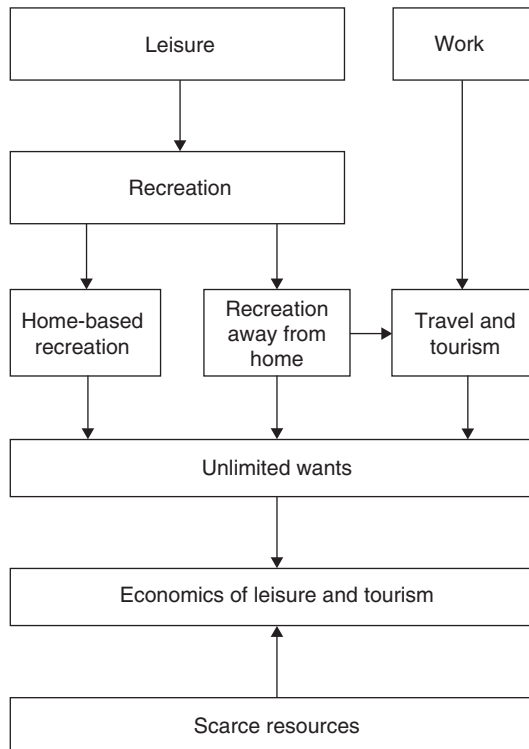 Leisure
Work
Recreation
Home-based
recreation
Recreation
away from
home
Travel and
tourism
Unlimited wants
Economics of leisure and tourism
Scarce resources